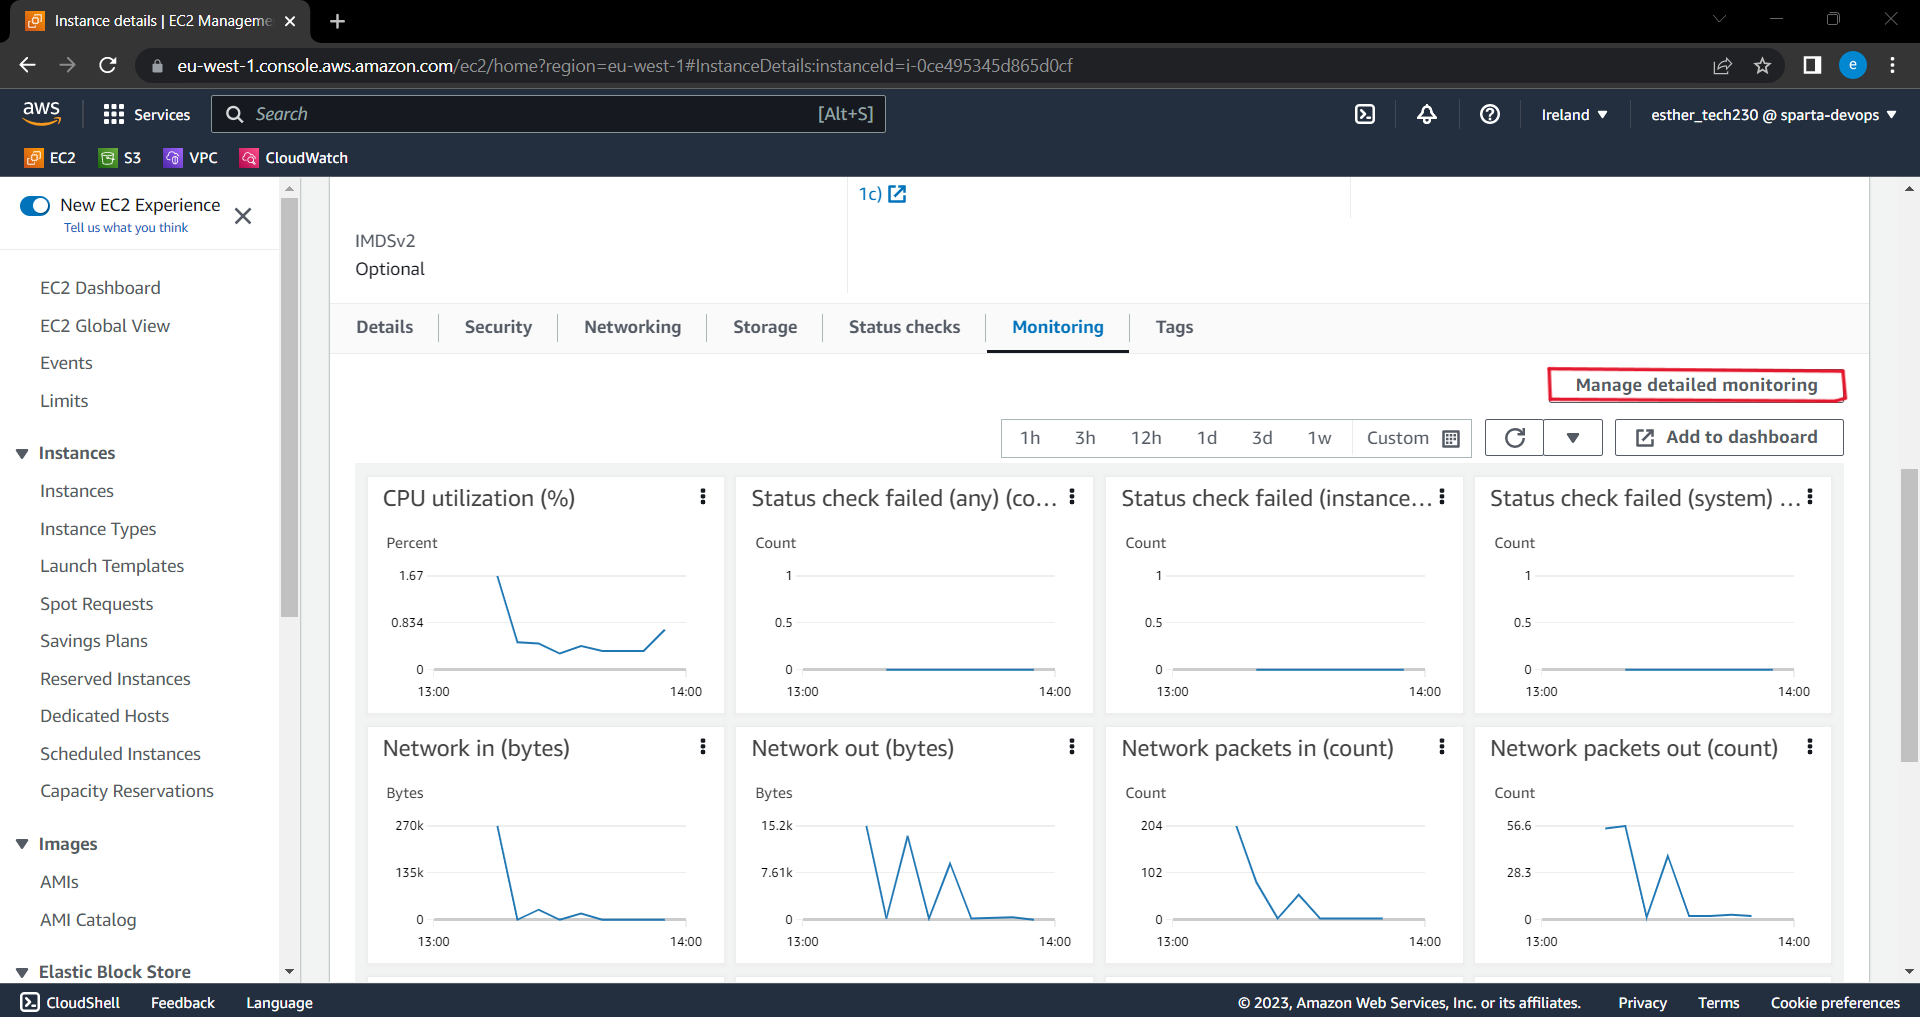 Instance details | EC2 Manageme
eu-west-1.console.aws.amazon.com/ec2/home?region=eu-west-1#InstanceDetails:instanceId=i-0ce495345d865d0cf
e
aws
Services
Search
[Alt+S]
Ireland
esther_tech230 @ sparta-devops
EC2
S3
VPC
CloudWatch
New EC2 Experience
Tell us what you think
EC2 Dashboard
EC2 Global View
Events
Limits
Instances
Instances
Instance Types
Launch Templates
Spot Requests
Savings Plans
Reserved Instances
Dedicated Hosts
Scheduled Instances
Capacity Reservations
Images
AMIs
AMI Catalog
Elastic Block Store
1c)
IMDSv2
Optional
Details
Security
Networking
Storage
Status checks
Monitoring
Tags
Manage detailed monitoring
1h
3h
12h
1d
3d
1w
Custom
Add to dashboard
CPU utilization (%)
Percent
1.67
0.834
0
13:00
14:00
Status check failed (any) (co...
Count
1
0.5
0
13:00
14:00
Status check failed (instance...
Count
1
0.5
0
13:00
14:00
Status check failed (system) ...
Count
1
0.5
0
13:00
14:00
Network in (bytes)
Bytes
270k
135k
0
13:00
14:00
Network out (bytes)
Bytes
15.2k
7.61k
0
13:00
14:00
Network packets in (count)
Count
204
102
0
13:00
14:00
Network packets out (count)
Count
56.6
28.3
0
13:00
14:00
CloudShell
Feedback
Language
© 2023, Amazon Web Services, Inc. or its affiliates.
Privacy
Terms
Cookie preferences